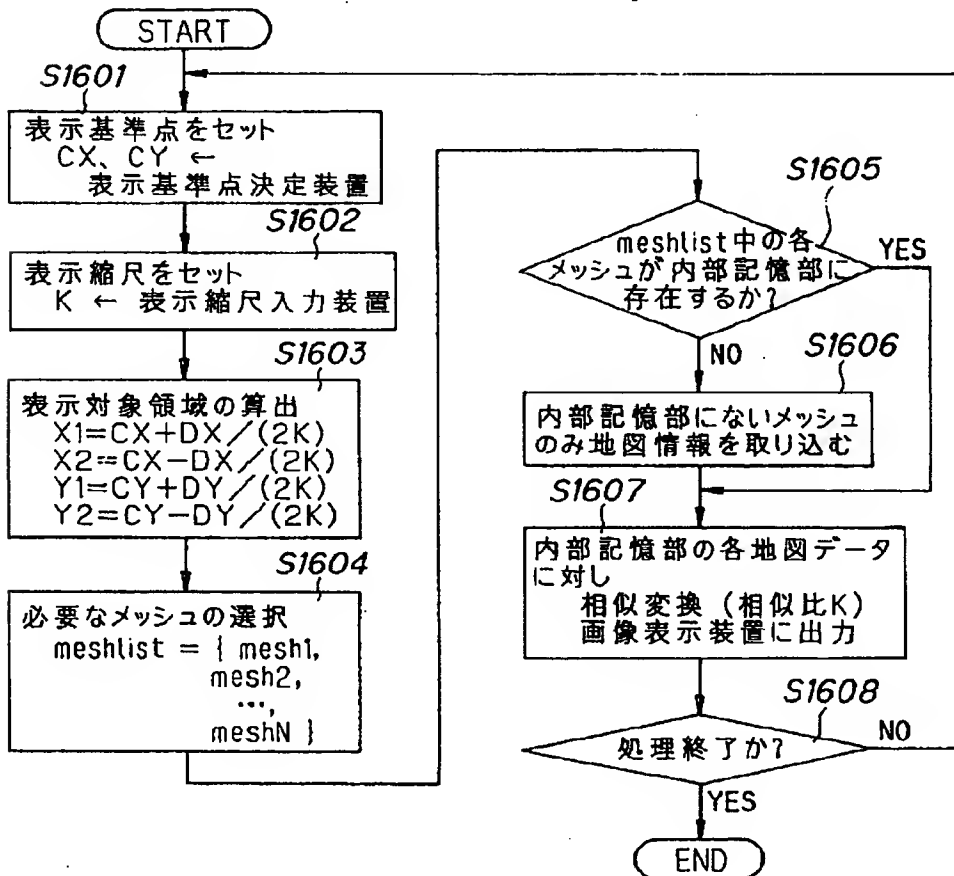 START
S1601
表示基準点をセット
CX、CY ←
表示基準点決定装置
S1602
表示縮尺をセット
K ← 表示縮尺入力装置
S1603
表示対象領域の算出
X1=CX+DX/(2K)
X2=CX-DX/(2K)
Y1=CY+DY/(2K)
Y2=CY-DY/(2K)
S1604
必要なメッシュの選択
meshlist = { mesh1,
mesh2,
…,
meshN }
S1605
meshlist中の各
メッシュが内部記憶部に
存在するか?
YES
NO
S1606
内部記憶部にないメッシュ
のみ地図情報を取り込む
S1607
内部記憶部の各地図データ
に対し
相似変換 (相似比K)
画像表示装置に出力
S1608
処理終了か?
NO
YES
END